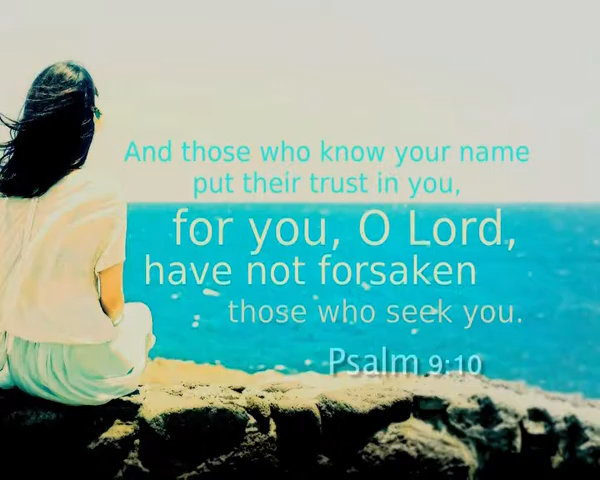 And those who know your name
put their trust in you,
for you, O Lord,
have not forsaken
those who seek you.
Psalm 9:10